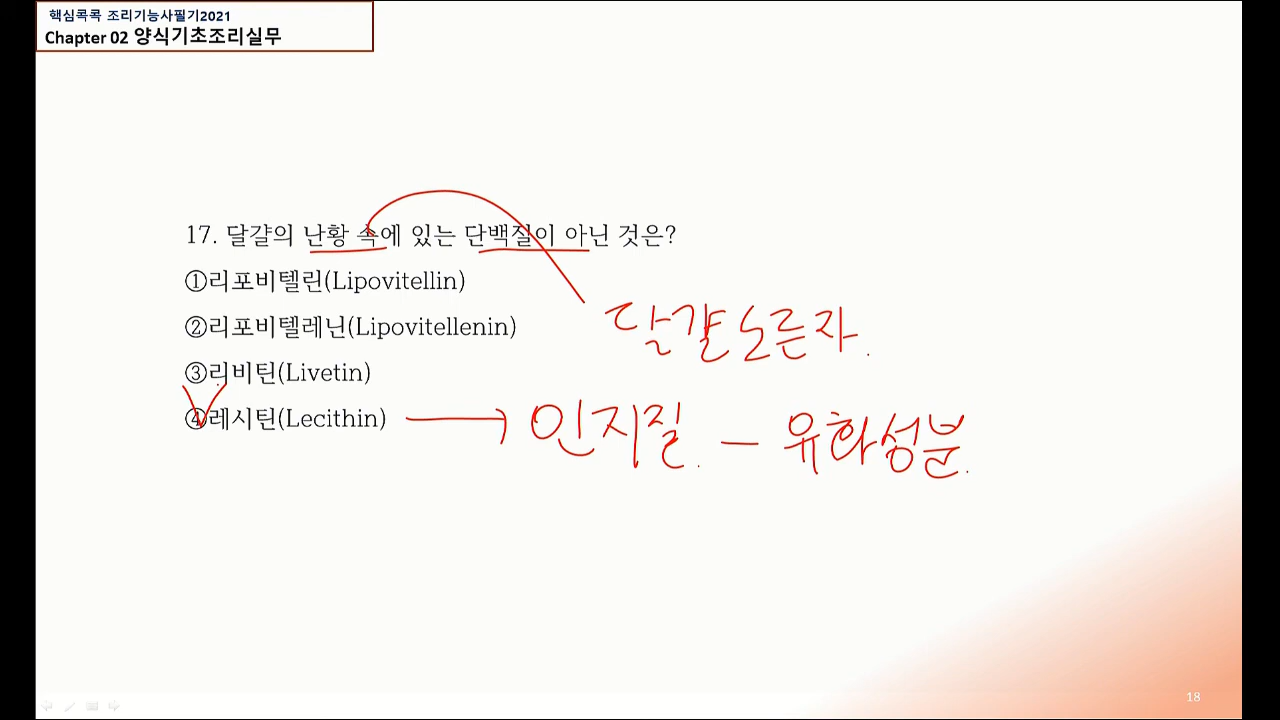 핵심콕콕 조리기능사필기2021
Chapter 02 양식기초조리실무
17. 달걀의 난황 속에 있는 단백질이 아닌 것은?
①리포비텔린(Lipovitellin)
②리포비텔레닌(Lipovitellenin)
달걀노른자.
③리비틴(Livetin)
④레시틴(Lecithin) → 인지질. - 유화성분.
18